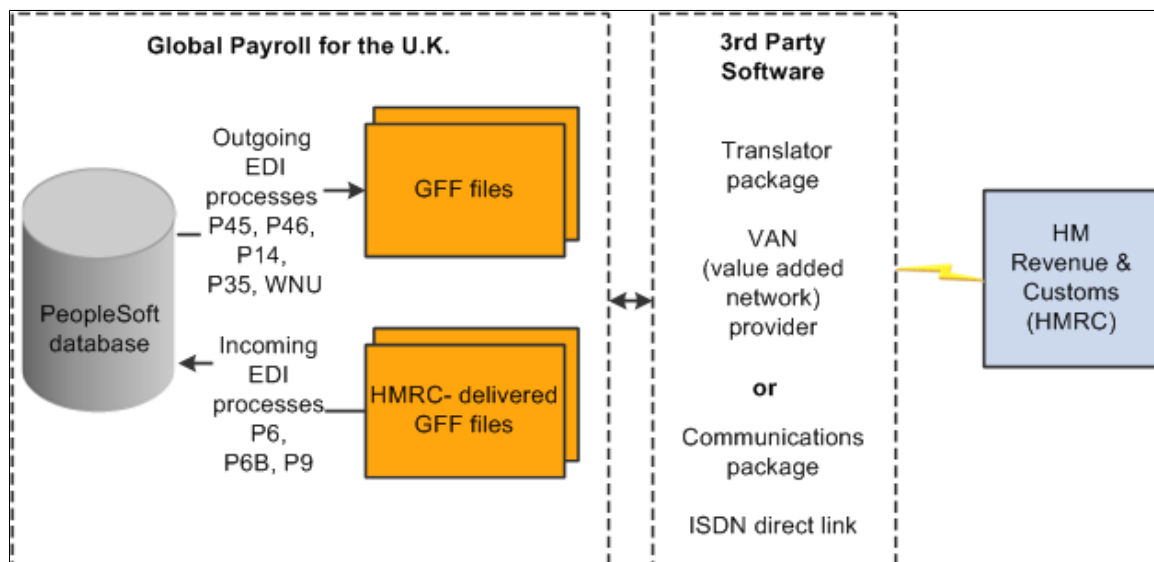 Global Payroll for the U.K.
Outgoing
EDI
processes
P45, P46,
P14,
P35, WNU
GFF files
PeopleSoft
database
Incoming
EDI
processes
P6,
P6B, P9
HMRC- delivered
GFF files
3rd Party
Software
Translator
package
VAN
(value added
network)
provider
or
Communications
package
ISDN direct link
HM
Revenue &
Customs
(HMRC)